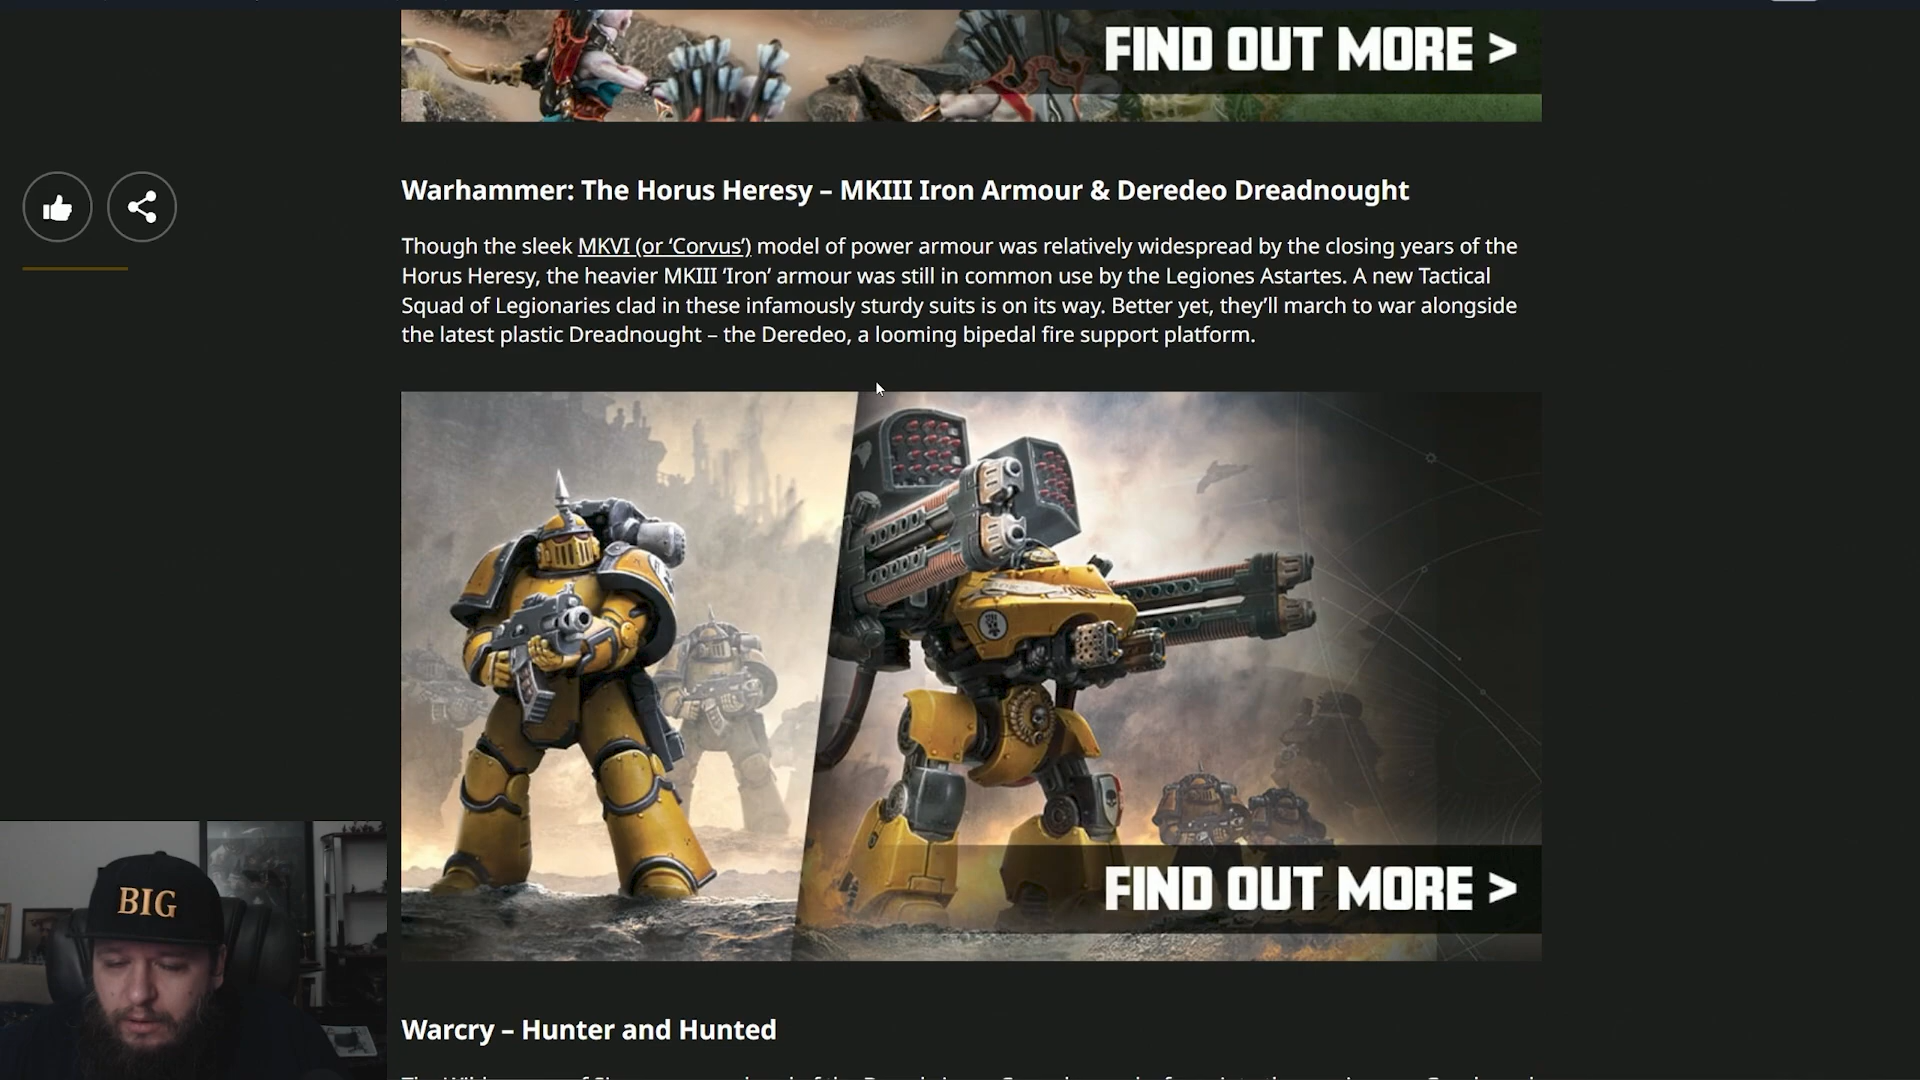 FIND OUT MORE >
Warhammer: The Horus Heresy – MKIII Iron Armour & Deredeo Dreadnought
Though the sleek MKVI (or ‘Corvus’) model of power armour was relatively widespread by the closing years of the
Horus Heresy, the heavier MKIII ‘Iron’ armour was still in common use by the Legiones Astartes. A new Tactical
Squad of Legionaries clad in these infamously sturdy suits is on its way. Better yet, they’ll march to war alongside
the latest plastic Dreadnought – the Deredeo, a looming bipedal fire support platform.
FIND OUT MORE >
BIG
Warcry – Hunter and Hunted